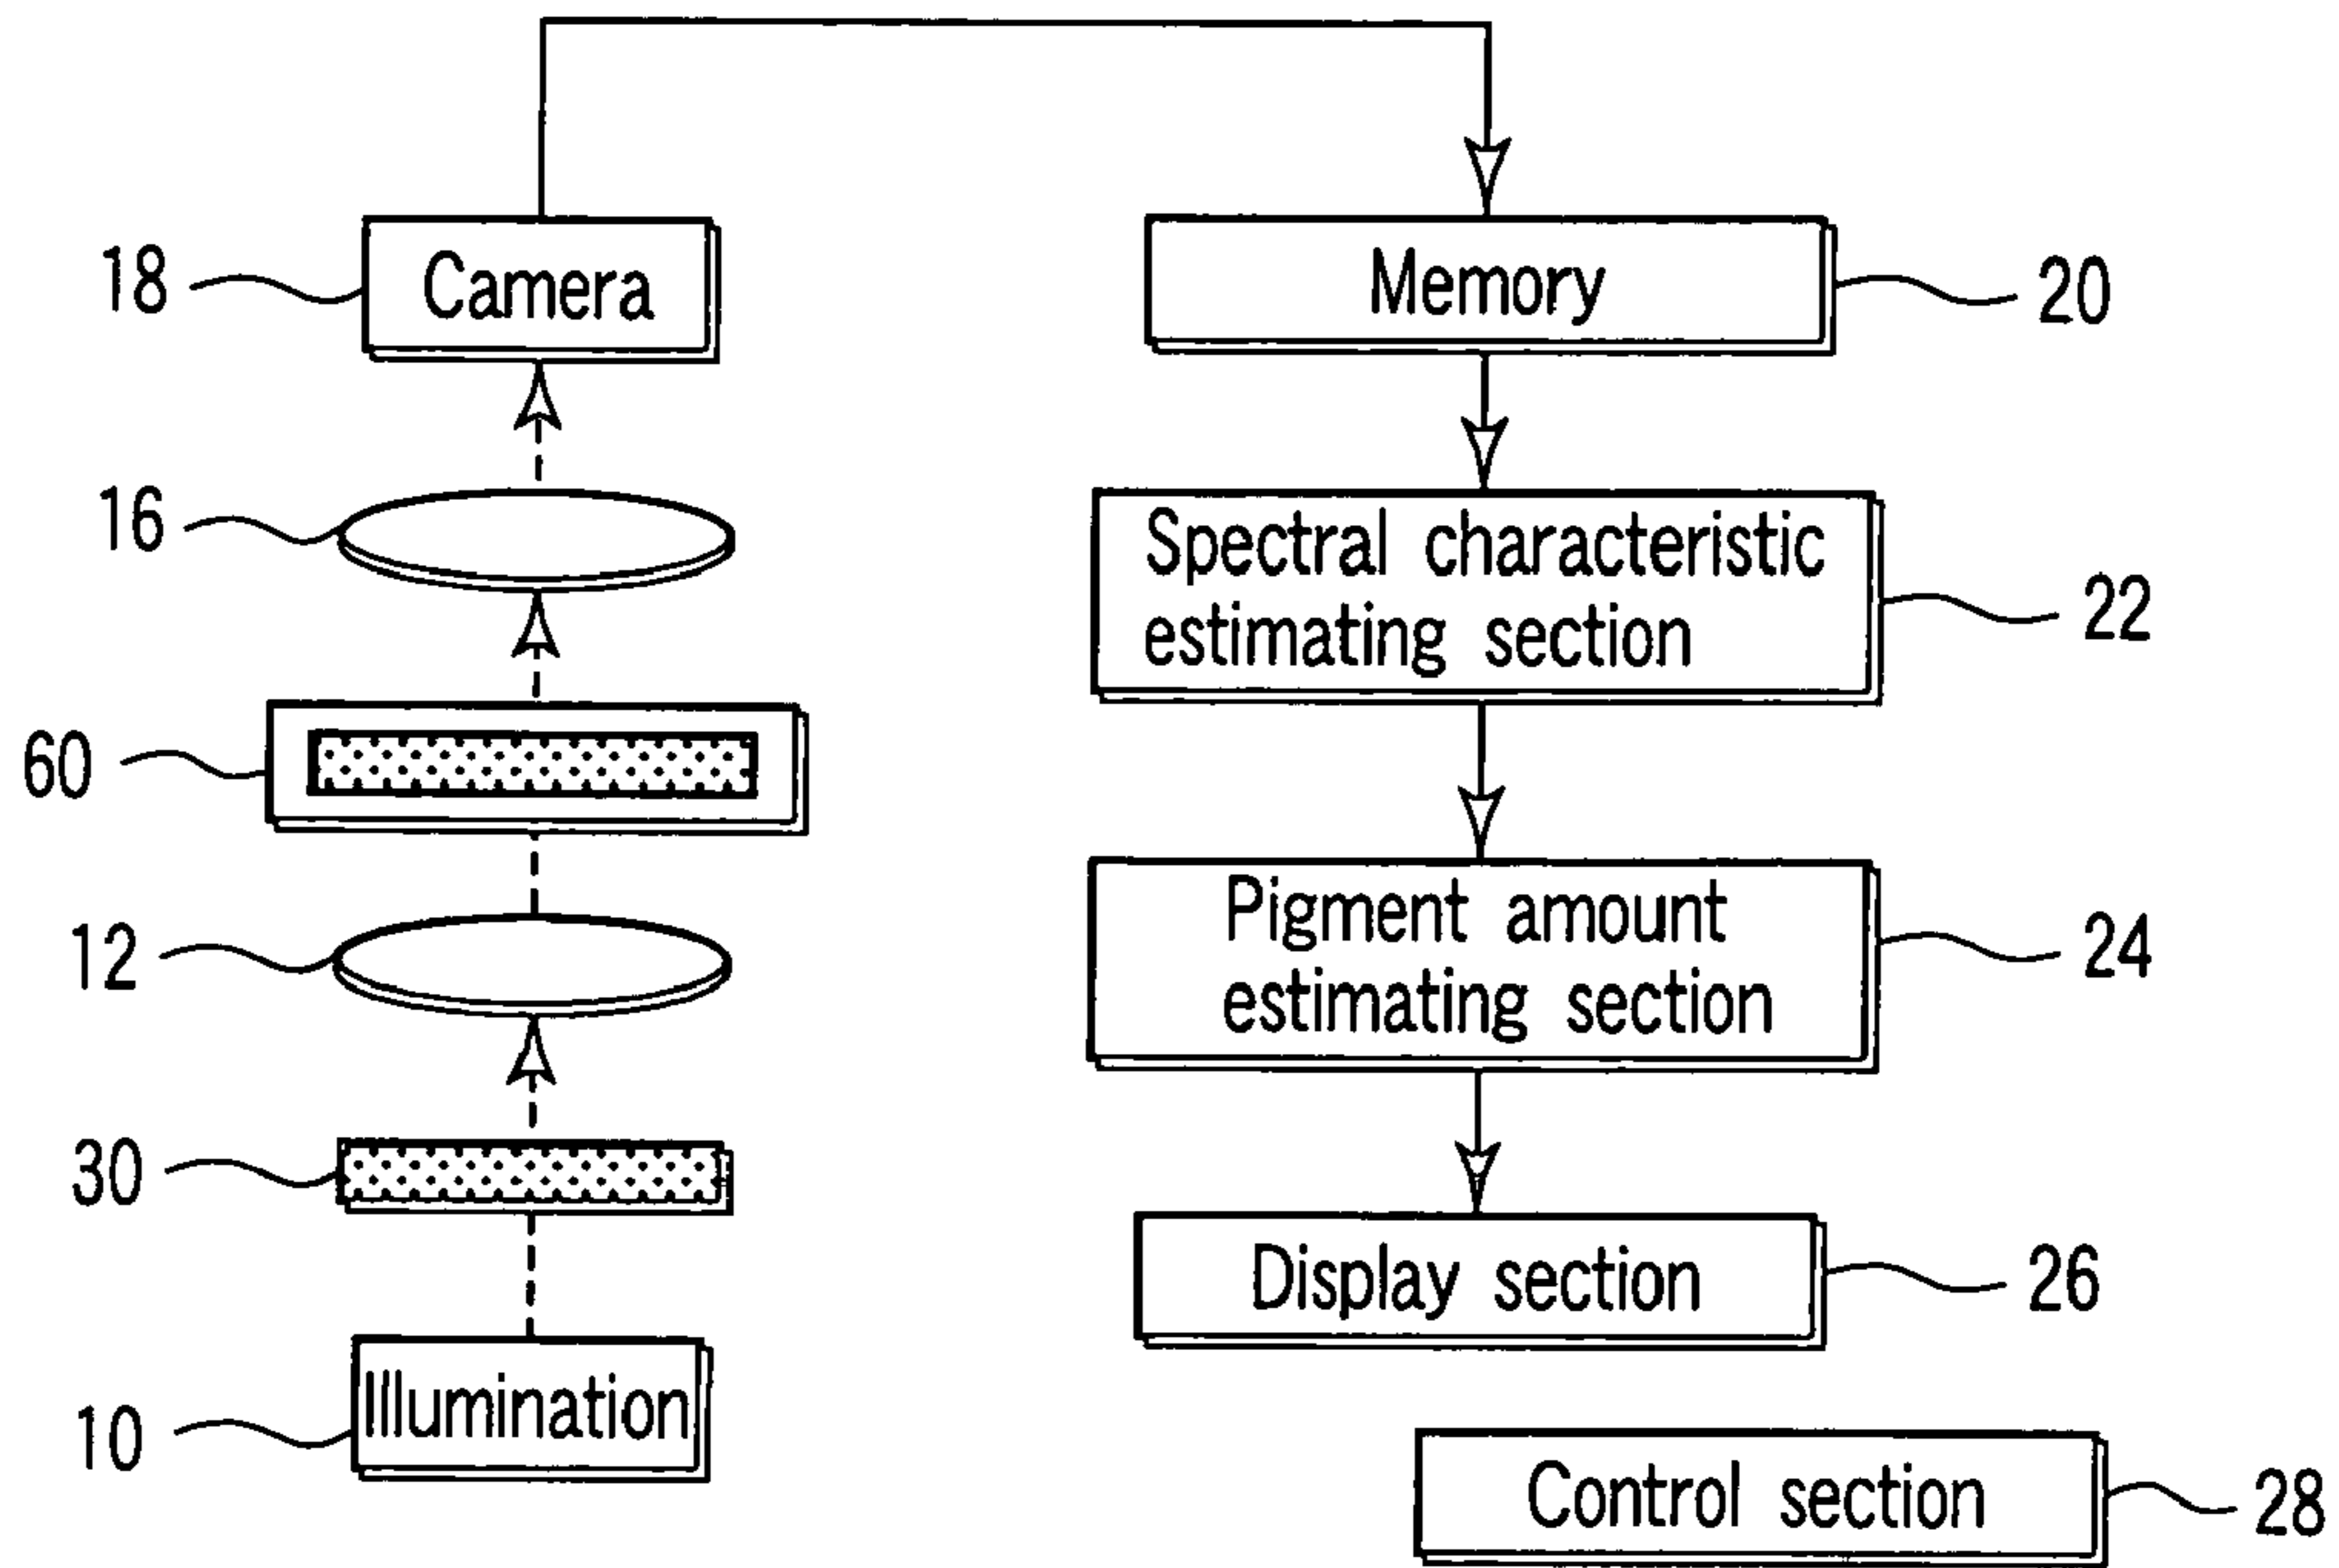 18
Camera
16
60
12
30
10
Illumination
Memory
20
Spectral characteristic
estimating section
22
Pigment amount
estimating section
24
Display section
26
Control section
28